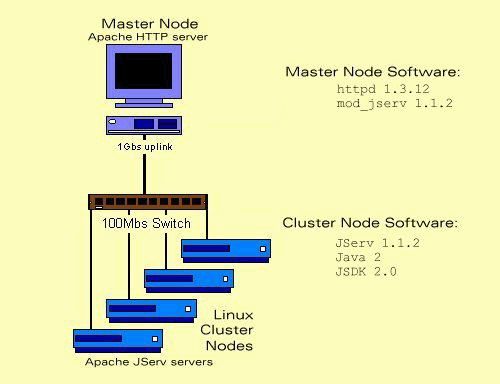 Master Node
Apache HTTP server
1Gbs uplink
100Mbs Switch
Linux
Cluster
Nodes
Apache JServ servers
Master Node Software:
httpd 1.3.12
mod_jserv 1.1.2
Cluster Node Software:
JServ 1.1.2
Java 2
JSDK 2.0